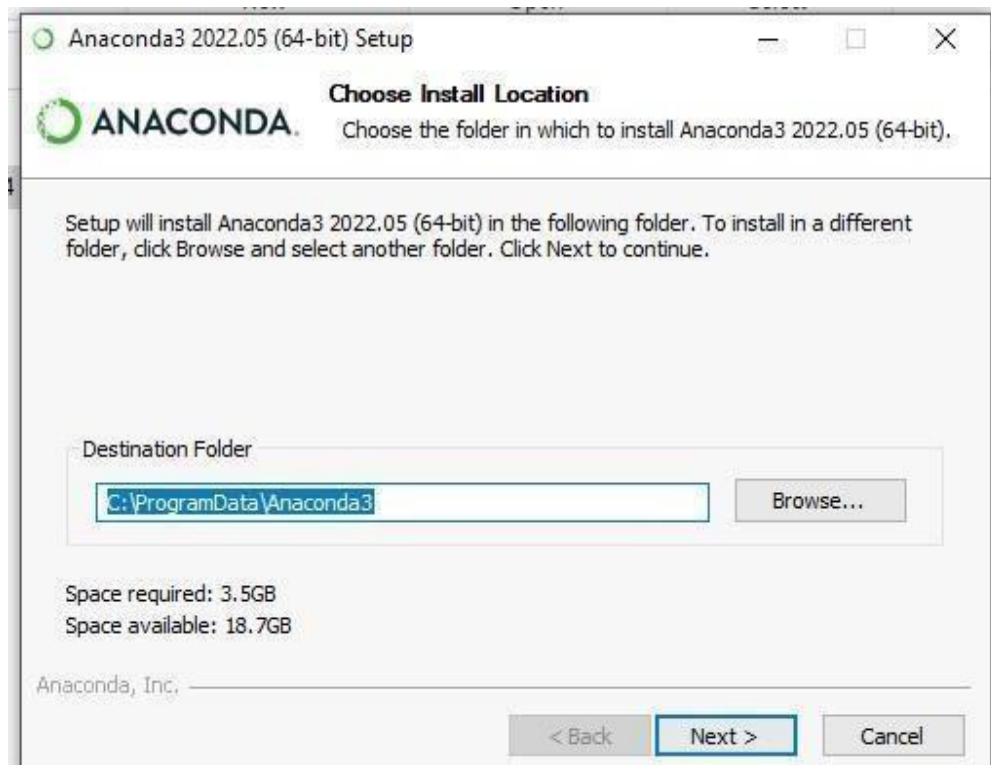 Anaconda3 2022.05 (64-bit) Setup
ANACONDA.
Choose Install Location
Choose the folder in which to install Anaconda3 2022.05 (64-bit).
Setup will install Anaconda3 2022.05 (64-bit) in the following folder. To install in a different
folder, click Browse and select another folder. Click Next to continue.
Destination Folder
C:\ProgramData\Anaconda3
Browse...
Space required: 3.5GB
Space available: 18.7GB
Anaconda, Inc.
< Back
Next >
Cancel